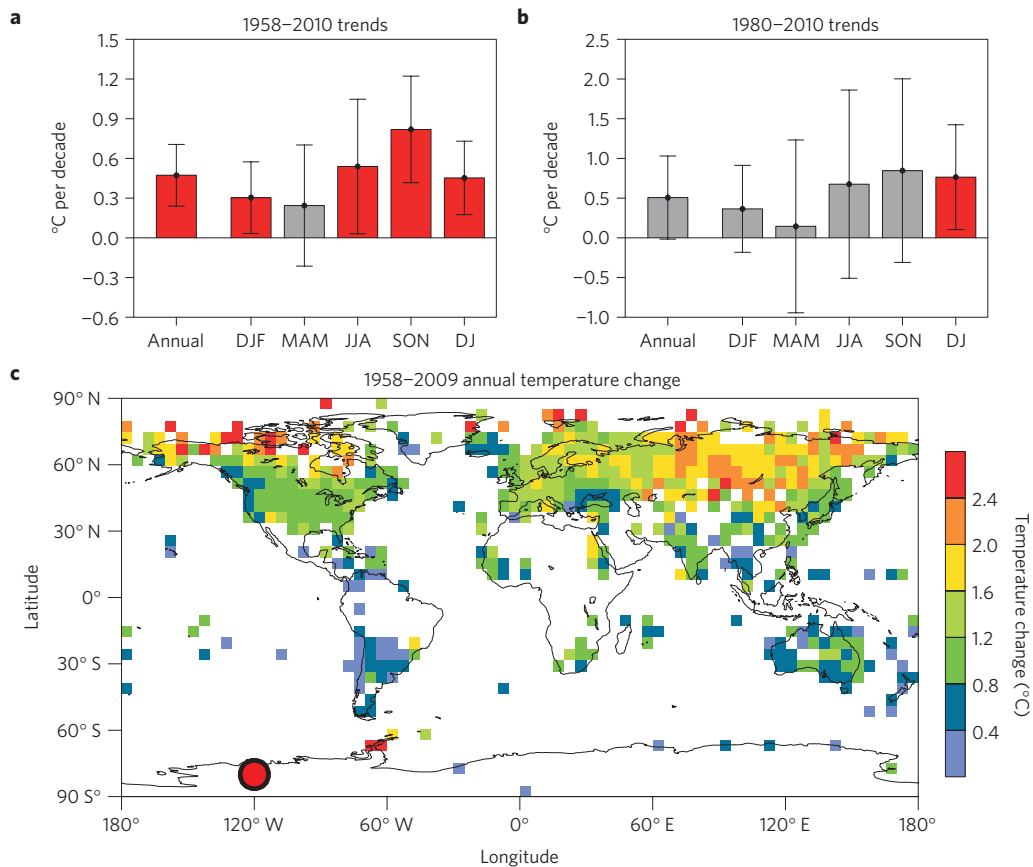 a
1958–2010 trends
°C per decade
1.5
1.2
0.9
0.6
0.3
0.0
−0.3
−0.6
Annual DJF MAM JJA SON DJ
b
1980–2010 trends
°C per decade
2.5
2.0
1.5
1.0
0.5
0.0
−0.5
−1.0
Annual DJF MAM JJA SON DJ
c
1958–2009 annual temperature change
Latitude
90° N
60° N
30° N
0°
30° S
60° S
90 S°
180° 120° W 60° W 0° 60° E 120° E 180°
Longitude
2.4
2.0
1.6
1.2
0.8
0.4
Temperature change (°C)